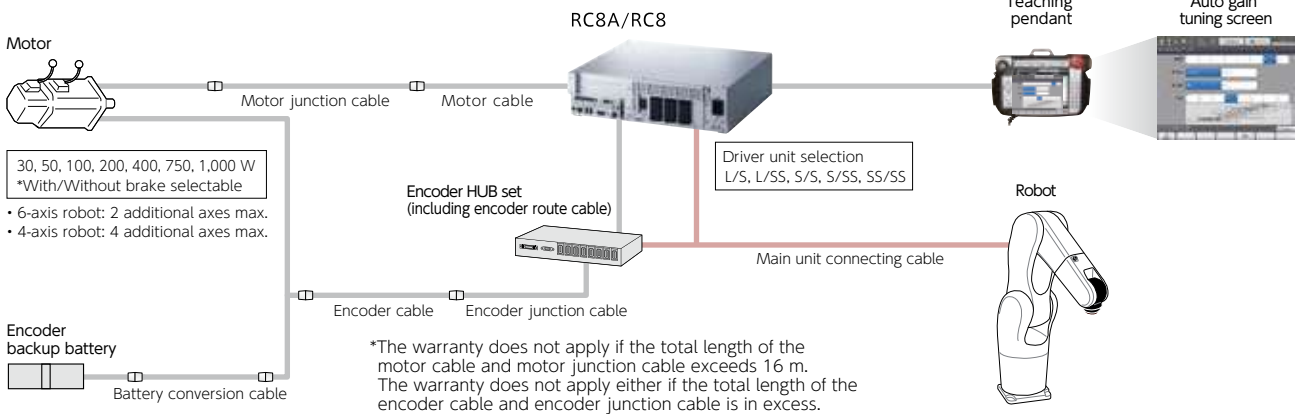 RC8A/RC8
Teaching
pendant
Auto gain
tuning screen
Motor
Motor junction cable
Motor cable
30, 50, 100, 200, 400, 750, 1,000 W
*With/Without brake selectable
• 6-axis robot: 2 additional axes max.
• 4-axis robot: 4 additional axes max.
Driver unit selection
L/S, L/SS, S/S, S/SS, SS/SS
Encoder HUB set
(including encoder route cable)
Robot
Main unit connecting cable
Encoder cable
Encoder junction cable
Encoder
backup battery
Battery conversion cable
*The warranty does not apply if the total length of the
motor cable and motor junction cable exceeds 16 m.
The warranty does not apply either if the total length of the
encoder cable and encoder junction cable is in excess.